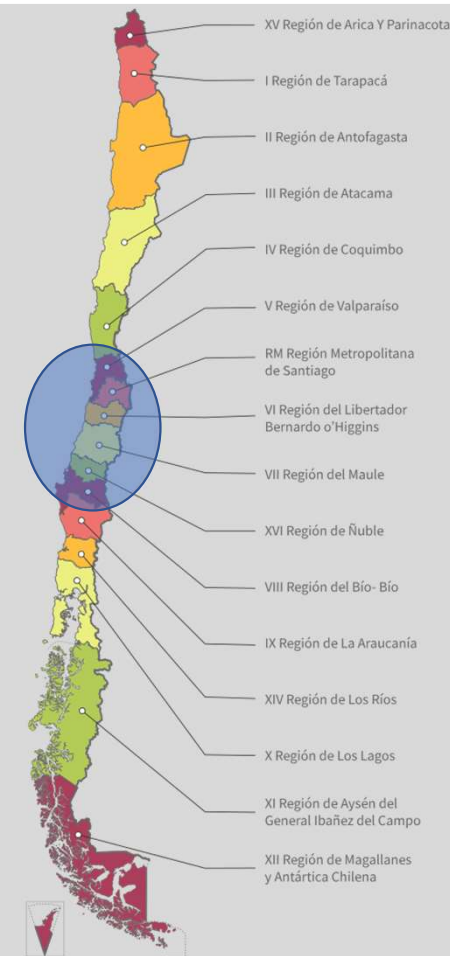 XV Región de Arica Y Parinacota
I Región de Tarapacá
II Región de Antofagasta
III Región de Atacama
IV Región de Coquimbo
V Región de Valparaíso
RM Región Metropolitana
de Santiago
VI Región del Libertador
Bernardo o'Higgins
VII Región del Maule
XVI Región de Ñuble
VIII Región del Bío- Bío
IX Región de La Araucanía
XIV Región de Los Ríos
X Región de Los Lagos
XI Región de Aysén del
General Ibañez del Campo
XII Región de Magallanes
y Antártica Chilena